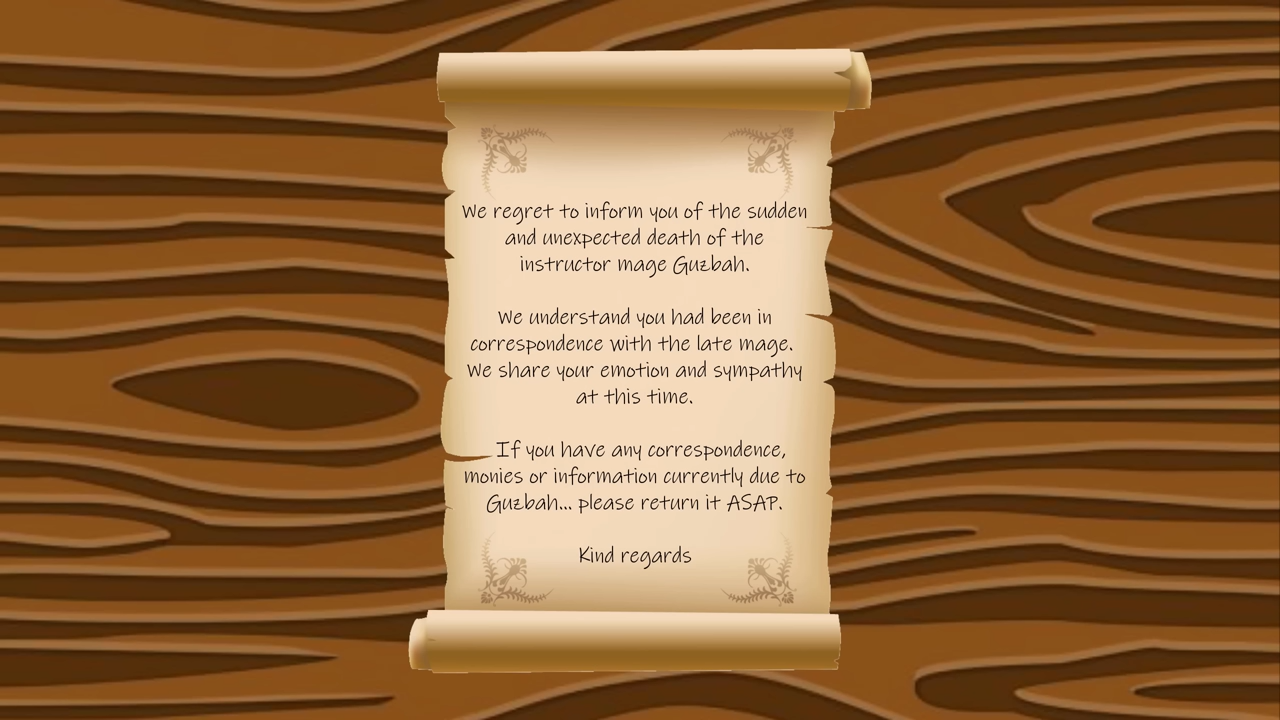 We regret to inform you of the sudden
and unexpected death of the
instructor mage Guzbah.
We understand you had been in
correspondence with the late mage.
We share your emotion and sympathy
at this time.
If you have any correspondence,
monies or information currently due to
Guzbah... please return it ASAP.
Kind regards